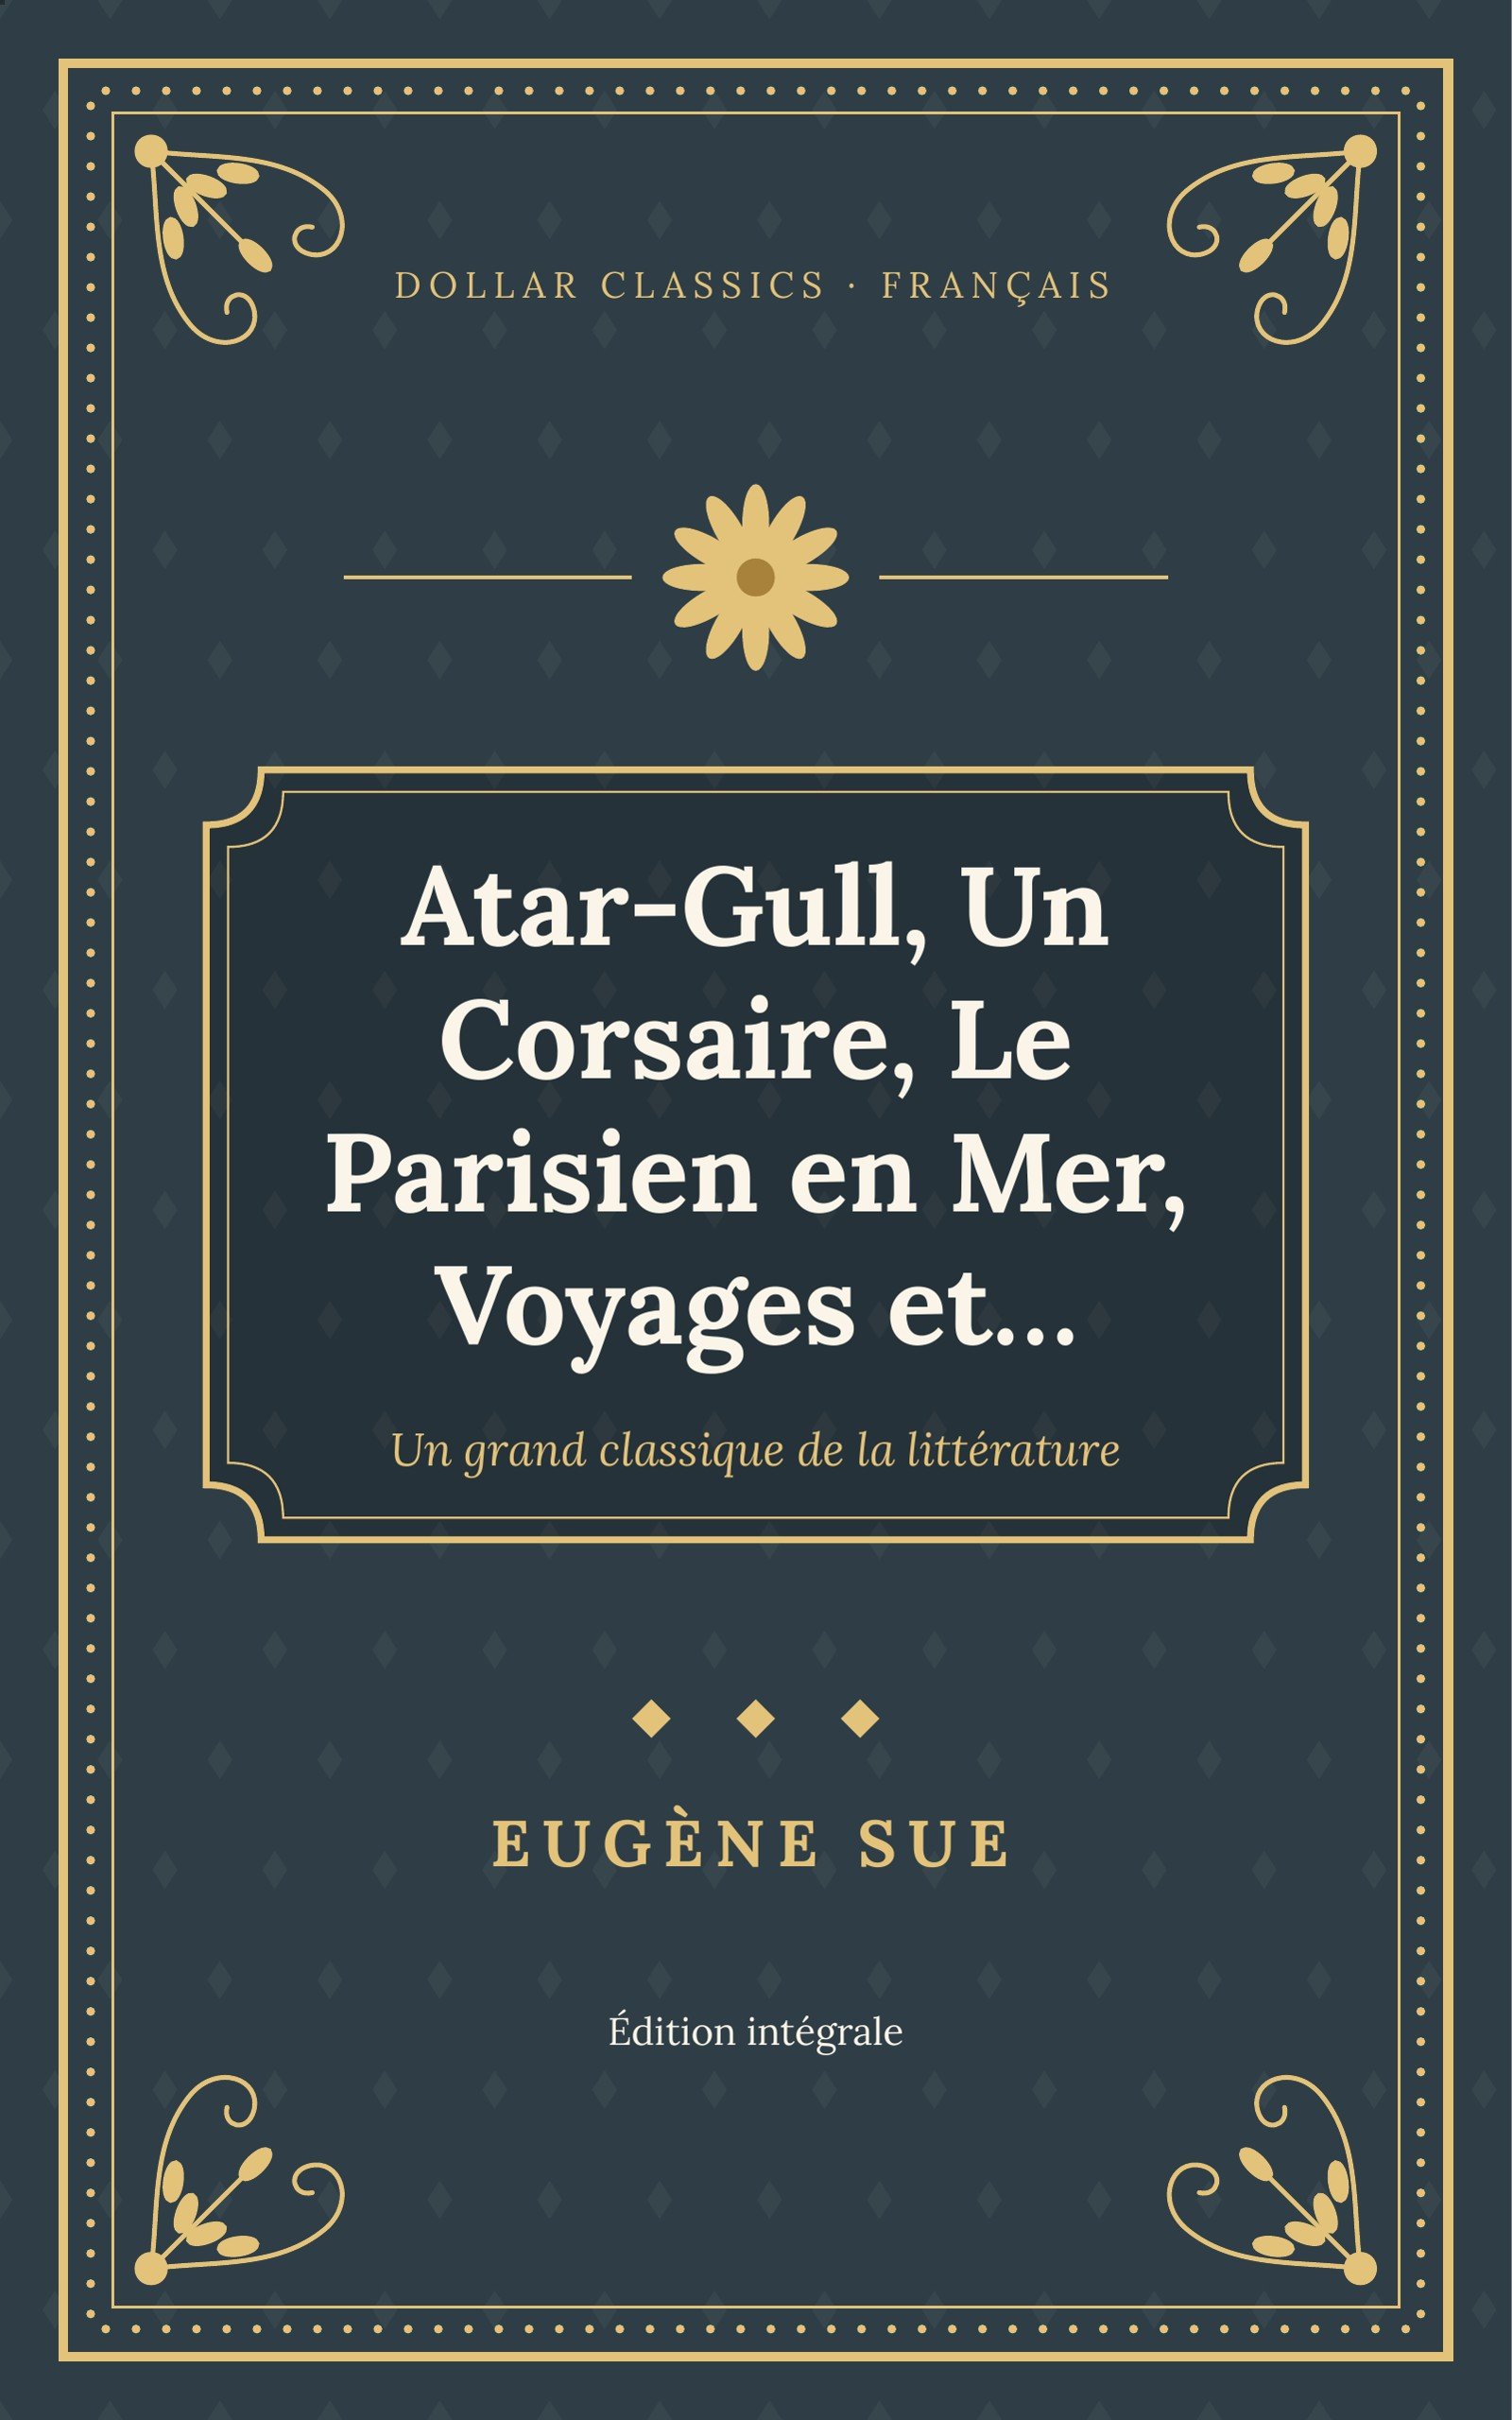 DOLLAR CLASSICS · FRANÇAIS
Atar-Gull, Un
Corsaire, Le
Parisien en Mer,
Voyages et...
Un grand classique de la littérature
EUGÈNE SUE
Édition intégrale